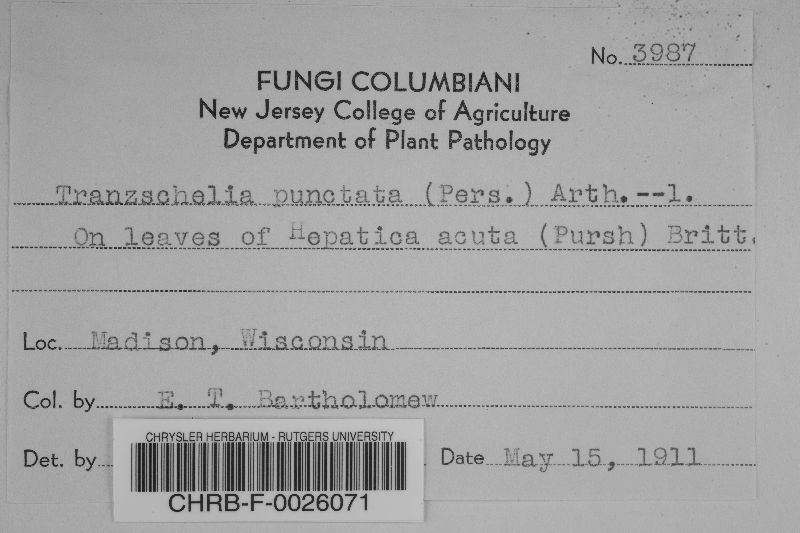 No. 3987
FUNGI COLUMBIANI
New Jersey College of Agriculture
Department of Plant Pathology
Tranzschelia punctata (Pers.) Arth.--1.
On leaves of Hepatica acuta (Pursh) Britt.
Loc. Madison, Wisconsin
Col. by E. T. Bartholomew
Det. by
Date May 15, 1911
CHRYSLER HERBARIUM - RUTGERS UNIVERSITY
CHRB-F-0026071